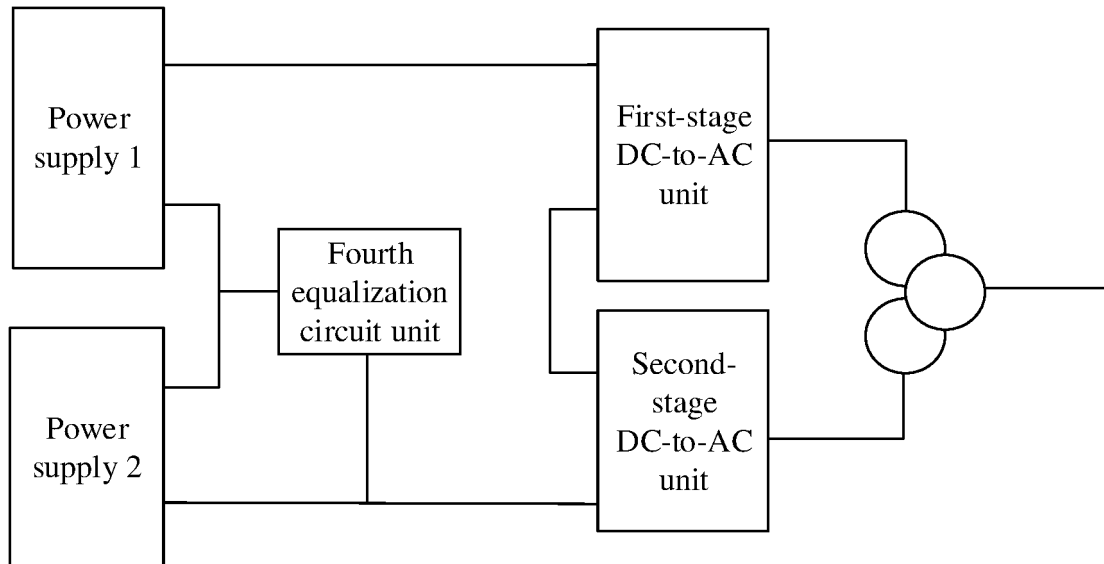 Power
supply 1
First-stage
DC-to-AC
unit
Fourth
equalization
circuit unit
Power
supply 2
Second-
stage
DC-to-AC
unit